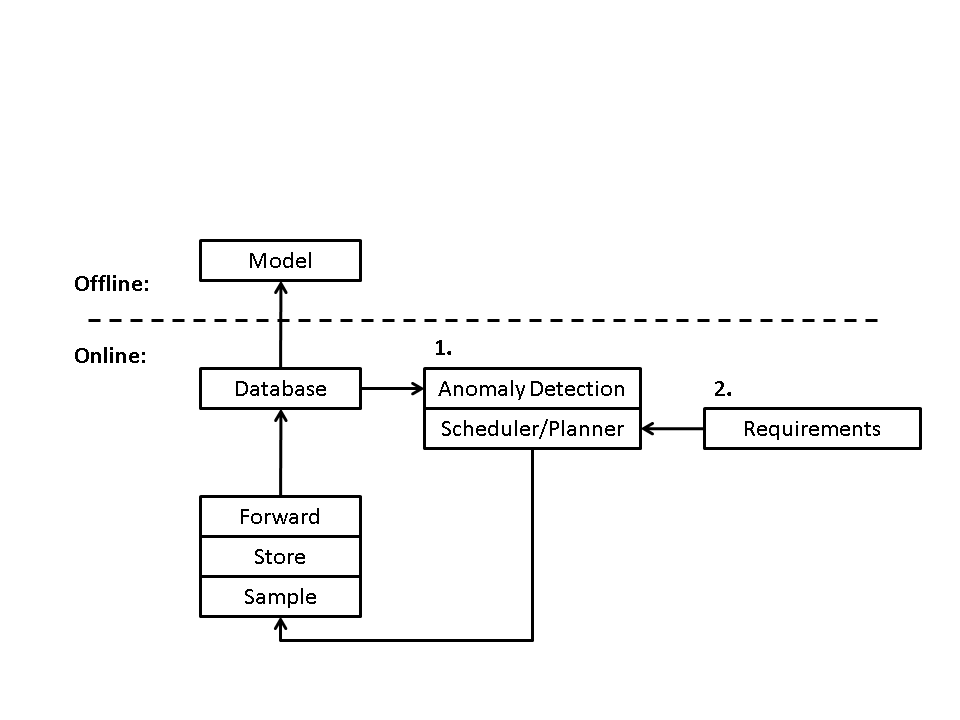 Model
Offline:
Online:
1.
Database
Anomaly Detection
2.
Scheduler/Planner
Requirements
Forward
Store
Sample